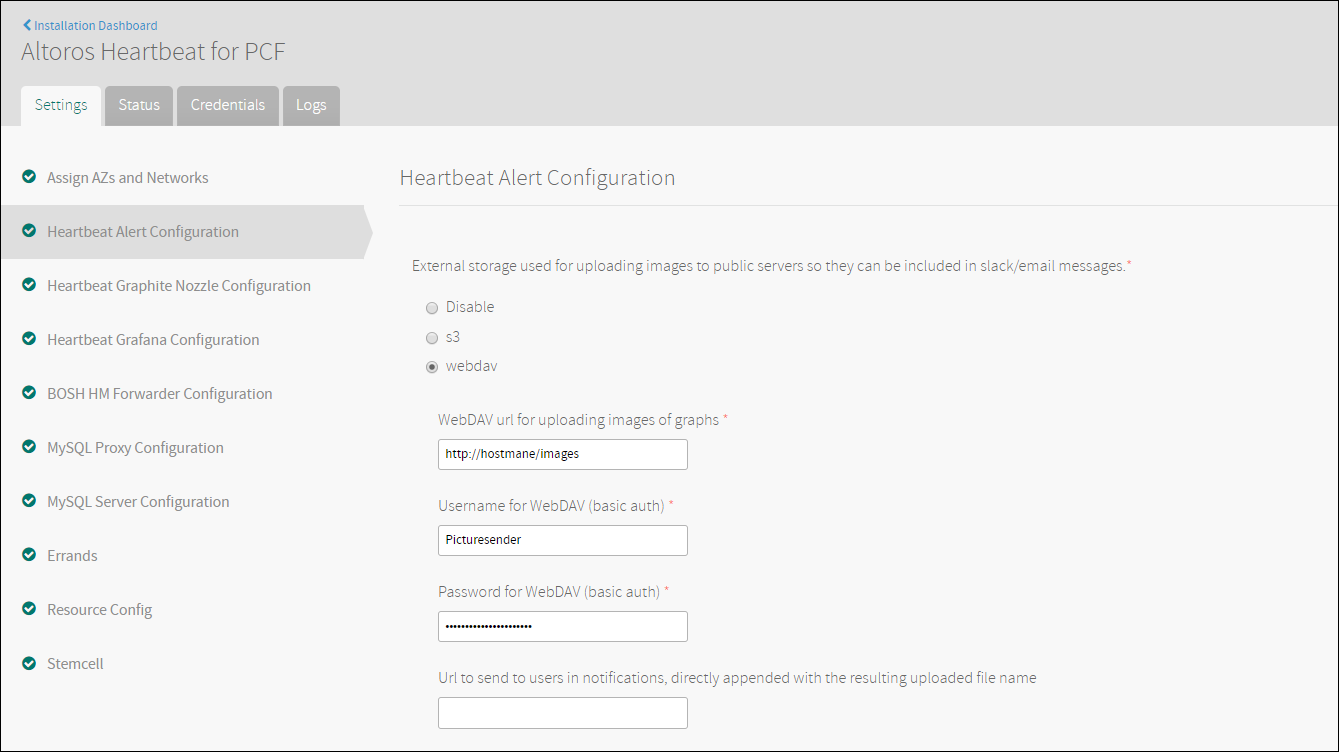 Installation Dashboard
Altoros Heartbeat for PCF
Settings Status Credentials Logs
Assign AZs and Networks
Heartbeat Alert Configuration
Heartbeat Graphite Nozzle Configuration
Heartbeat Grafana Configuration
BOSH HM Forwarder Configuration
MySQL Proxy Configuration
MySQL Server Configuration
Errands
Resource Config
Stemcell
Heartbeat Alert Configuration
External storage used for uploading images to public servers so they can be included in slack/email messages.*
Disable
s3
webdav
WebDAV url for uploading images of graphs *
http://hostmane/images
Username for WebDAV (basic auth) *
Picturesender
Password for WebDAV (basic auth) *
••••••••••••••••••••••
Url to send to users in notifications, directly appended with the resulting uploaded file name